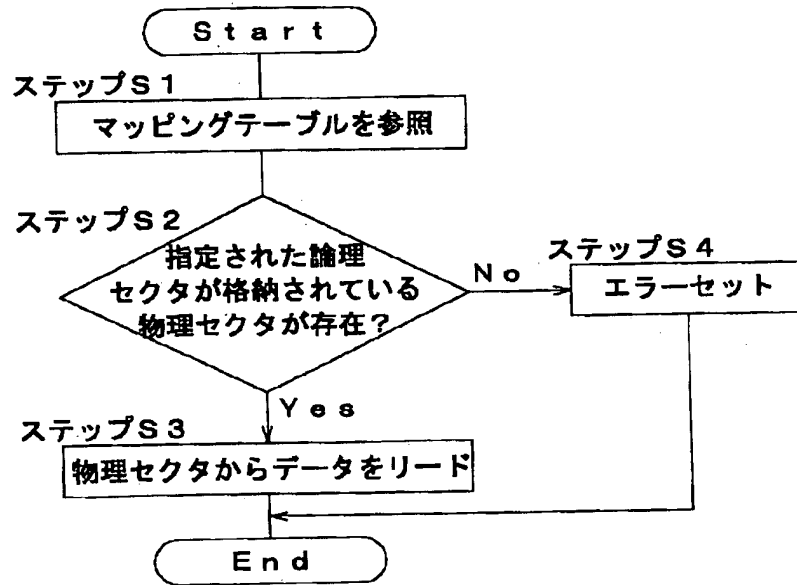 Start
ステップS1
マッピングテーブルを参照
ステップS2
指定された論理
セクタが格納されている
物理セクタが存在?
No
ステップS4
エラーセット
Yes
ステップS3
物理セクタからデータをリード
End